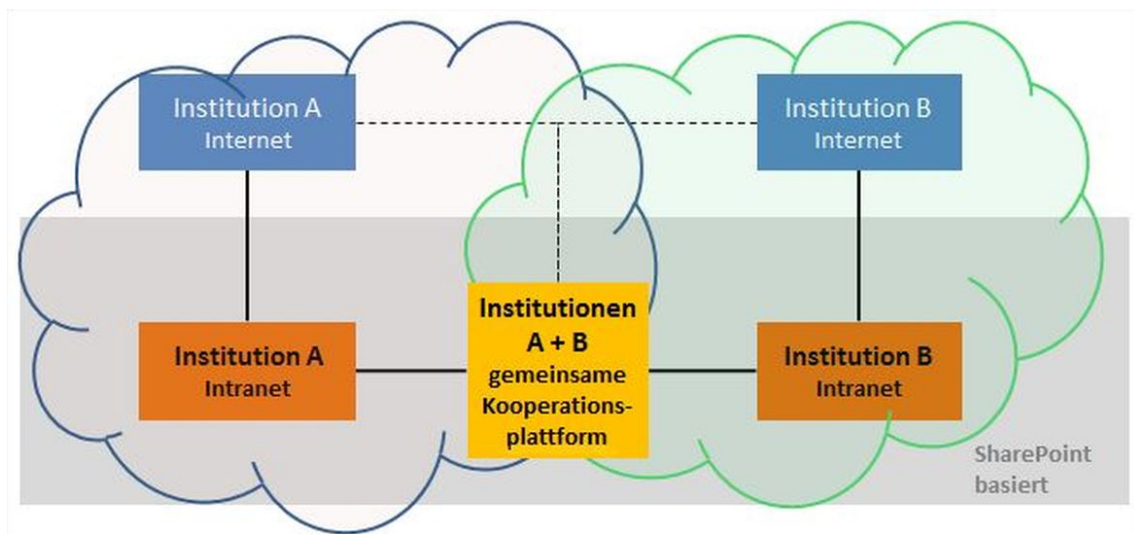 Institution A
Internet
Institution B
Internet
Institutionen
A + B
gemeinsame
Kooperations-
plattform
Institution A
Intranet
Institution B
Intranet
SharePoint
basiert